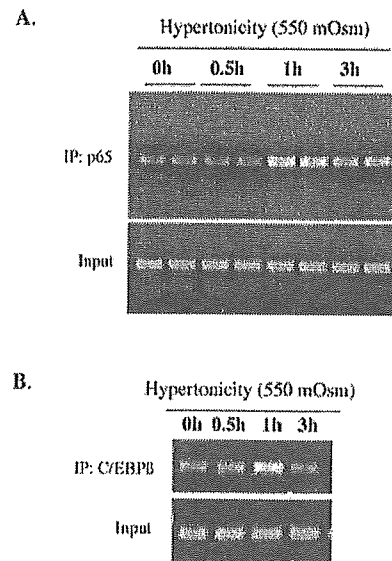 A.
Hypertonicity (550 mOsm)
0h 0.5h 1h 3h
IP: p65
Input
B.
Hypertonicity (550 mOsm)
0h 0.5h 1h 3h
IP: C/EBPβ
Input